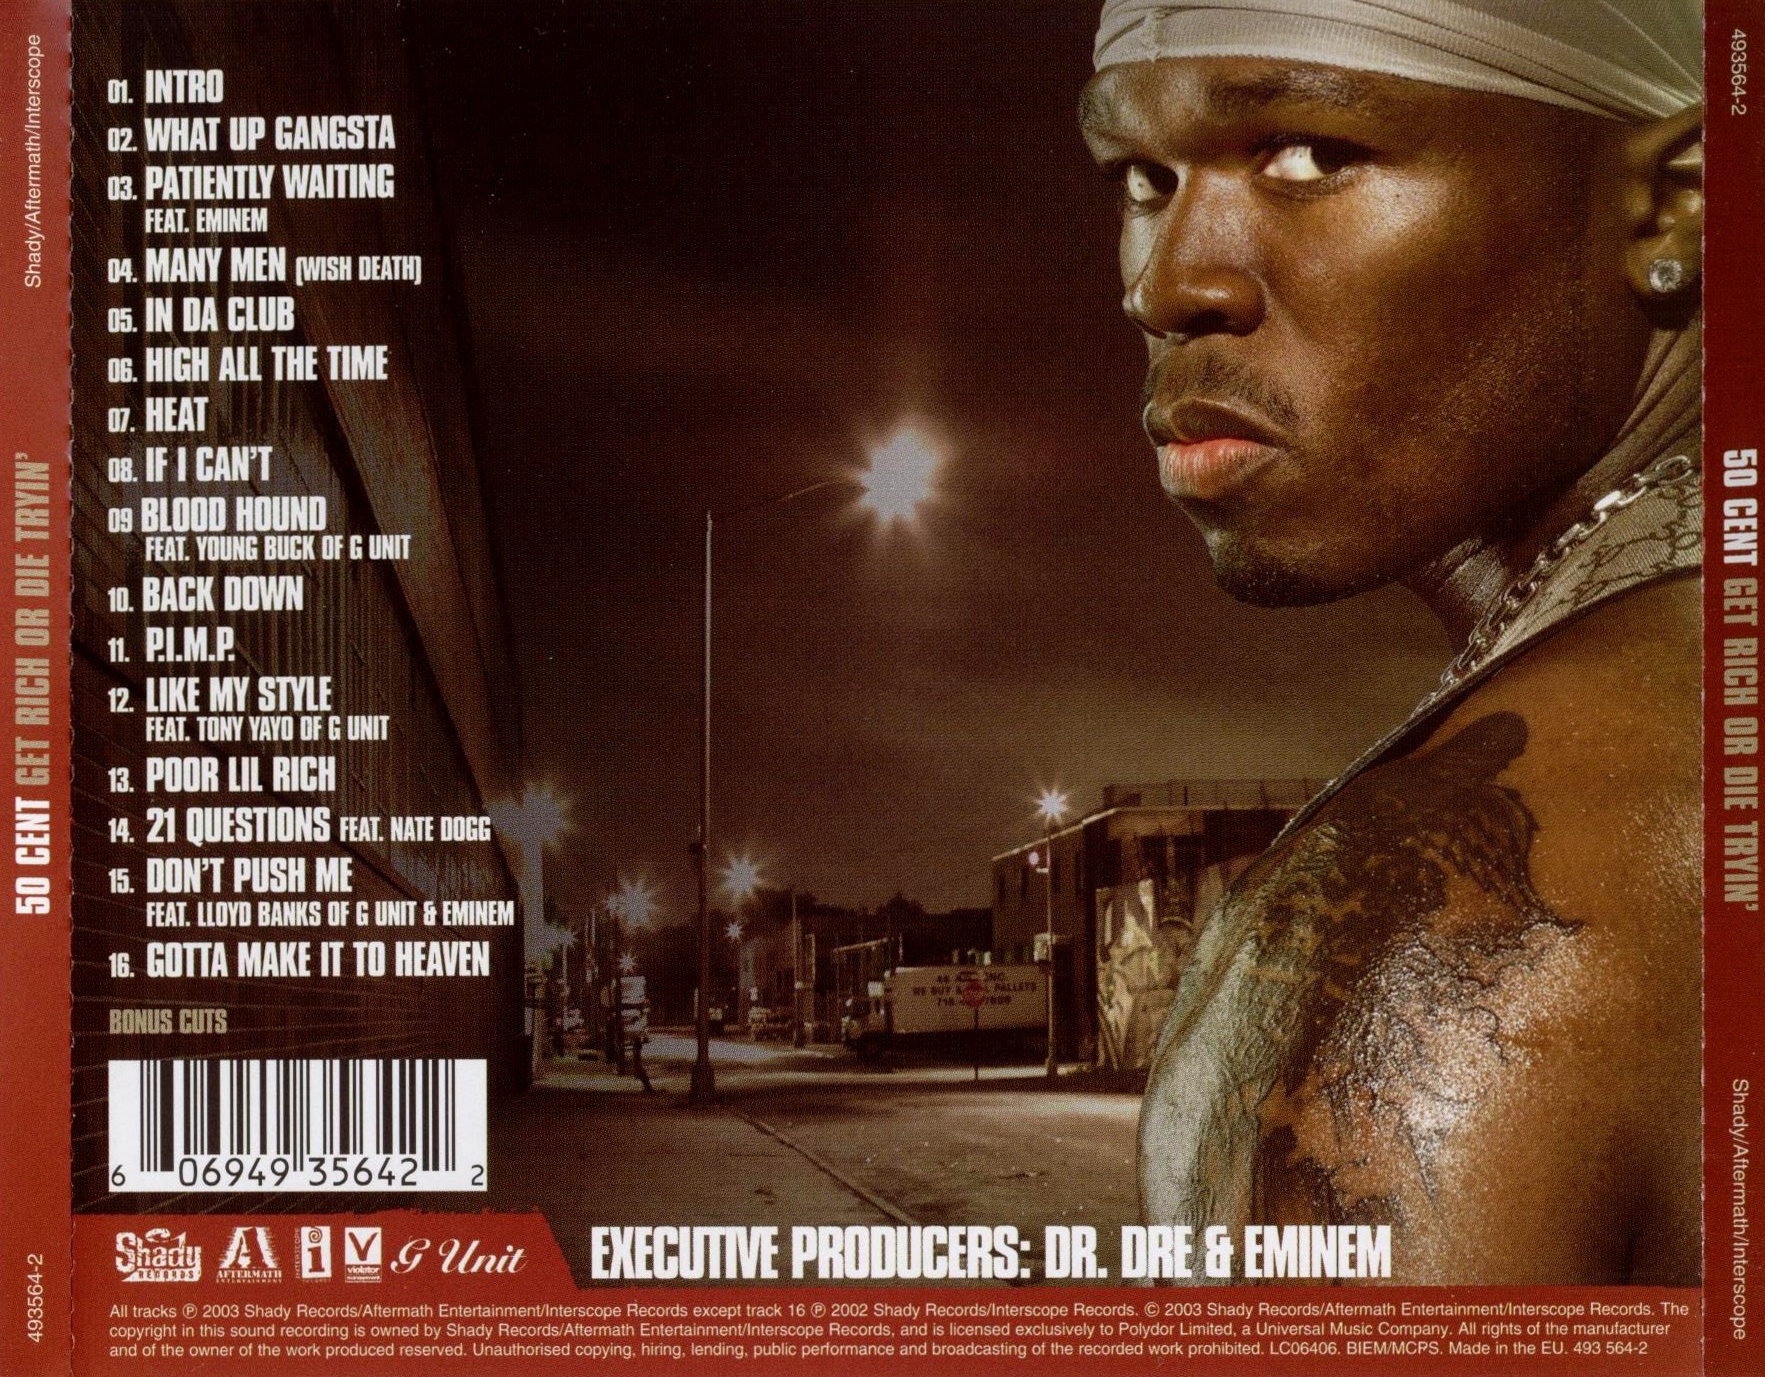 01. INTRO
02. WHAT UP GANGSTA
03. PATIENTLY WAITING
FEAT. EMINEM
04. MANY MEN (WISH DEATH)
05. IN DA CLUB
06. HIGH ALL THE TIME
07. HEAT
08. IF I CAN'T
09 BLOOD HOUND
FEAT. YOUNG BUCK OF G UNIT
10. BACK DOWN
11. P.I.M.P.
12. LIKE MY STYLE
FEAT. TONY YAYO OF G UNIT
13. POOR LIL RICH
14. 21 QUESTIONS FEAT. NATE DOGG
15. DON'T PUSH ME
FEAT. LLOYD BANKS OF G UNIT & EMINEM
16. GOTTA MAKE IT TO HEAVEN
BONUS CUTS
6 06949 35642 2
Shady RECORDS
AFTERMATH
ENTERTAINMENT
INTERSCOPE
violator
management
G Unit
EXECUTIVE PRODUCERS: DR. DRE & EMINEM
All tracks ℗ 2003 Shady Records/Aftermath Entertainment/Interscope Records except track 16 ℗ 2002 Shady Records/Interscope Records. © 2003 Shady Records/Aftermath Entertainment/Interscope Records. The
copyright in this sound recording is owned by Shady Records/Aftermath Entertainment/Interscope Records, and is licensed exclusively to Polydor Limited, a Universal Music Company. All rights of the manufacturer
and of the owner of the work produced reserved. Unauthorised copying, hiring, lending, public performance and broadcasting of the recorded work prohibited. LC06406. BIEM/MCPS. Made in the EU. 493 564-2
WE BUY PALLETS
Shady/Aftermath/Interscope
50 CENT GET RICH OR DIE TRYIN'
493564-2
493564-2
50 CENT GET RICH OR DIE TRYIN'
Shady/Aftermath/Interscope